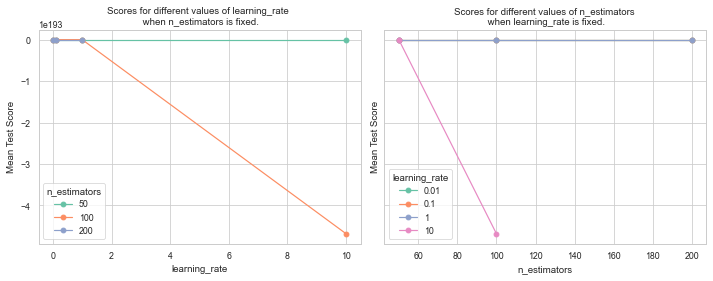 Scores for different values of learning_rate
when n_estimators is fixed.
1e193
0
−1
−2
−3
−4
Mean Test Score
n_estimators
50
100
200
0
2
4
6
8
10
learning_rate
Scores for different values of n_estimators
when learning_rate is fixed.
Mean Test Score
learning_rate
0.01
0.1
1
10
60
80
100
120
140
160
180
200
n_estimators